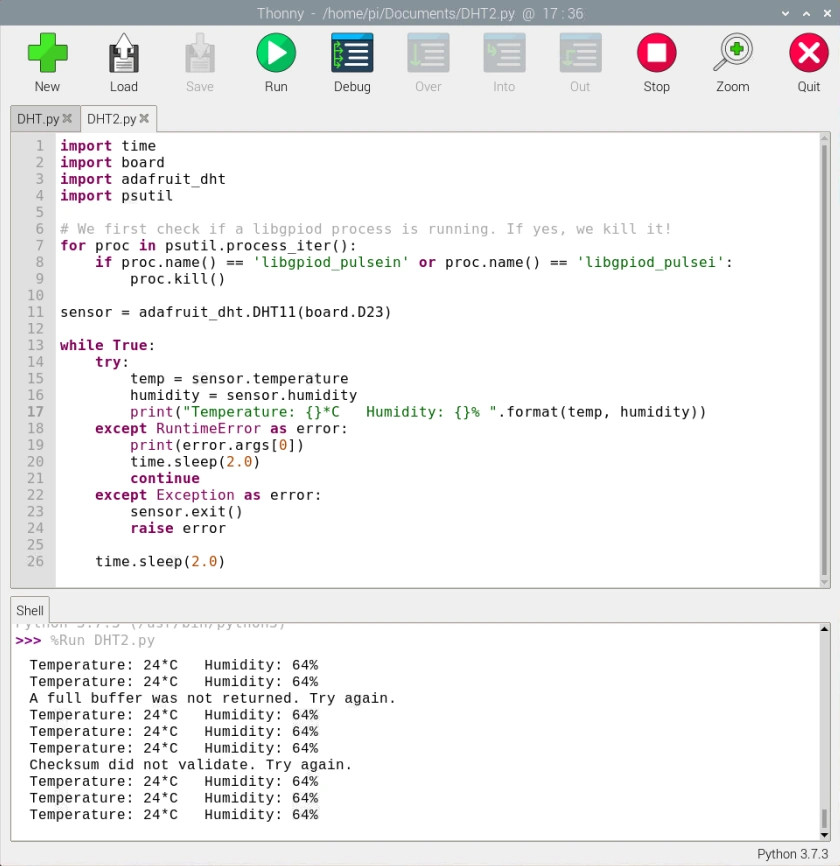 Thonny - /home/pi/Documents/DHT2.py @ 17:36
New Load Save Run Debug Over Into Out Stop Zoom Quit
DHT.py DHT2.py
1 import time
2 import board
3 import adafruit_dht
4 import psutil
5
6 # We first check if a libgpiod process is running. If yes, we kill it!
7 for proc in psutil.process_iter():
8     if proc.name() == 'libgpiod_pulsein' or proc.name() == 'libgpiod_pulsei':
9         proc.kill()
10
11 sensor = adafruit_dht.DHT11(board.D23)
12
13 while True:
14     try:
15         temp = sensor.temperature
16         humidity = sensor.humidity
17         print("Temperature: {}*C   Humidity: {}% ".format(temp, humidity))
18     except RuntimeError as error:
19         print(error.args[0])
20         time.sleep(2.0)
21         continue
22     except Exception as error:
23         sensor.exit()
24         raise error
25
26     time.sleep(2.0)
Shell
Python 3.7.3 (/usr/bin/python3)
>>> %Run DHT2.py
Temperature: 24*C   Humidity: 64%
Temperature: 24*C   Humidity: 64%
A full buffer was not returned. Try again.
Temperature: 24*C   Humidity: 64%
Temperature: 24*C   Humidity: 64%
Temperature: 24*C   Humidity: 64%
Checksum did not validate. Try again.
Temperature: 24*C   Humidity: 64%
Temperature: 24*C   Humidity: 64%
Temperature: 24*C   Humidity: 64%
Python 3.7.3